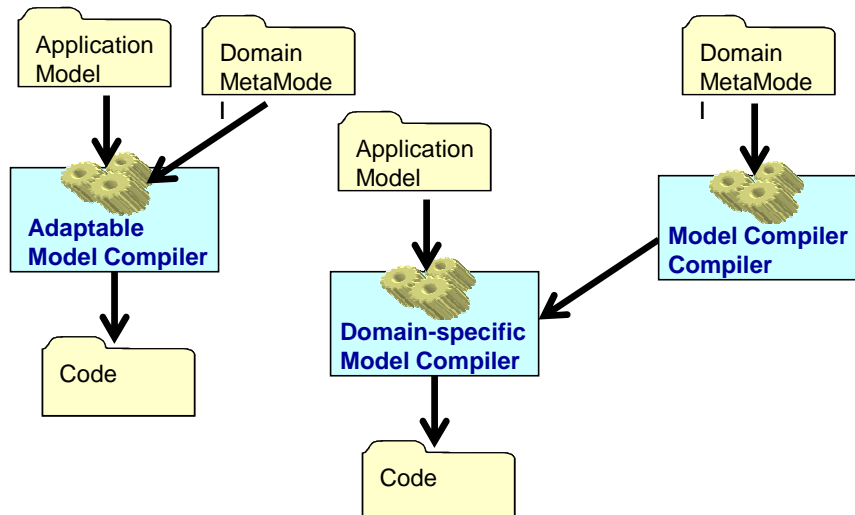 Application
Model
Domain
MetaMode
l
Adaptable
Model Compiler
Code
Application
Model
Domain-specific
Model Compiler
Code
Domain
MetaMode
l
Model Compiler
Compiler